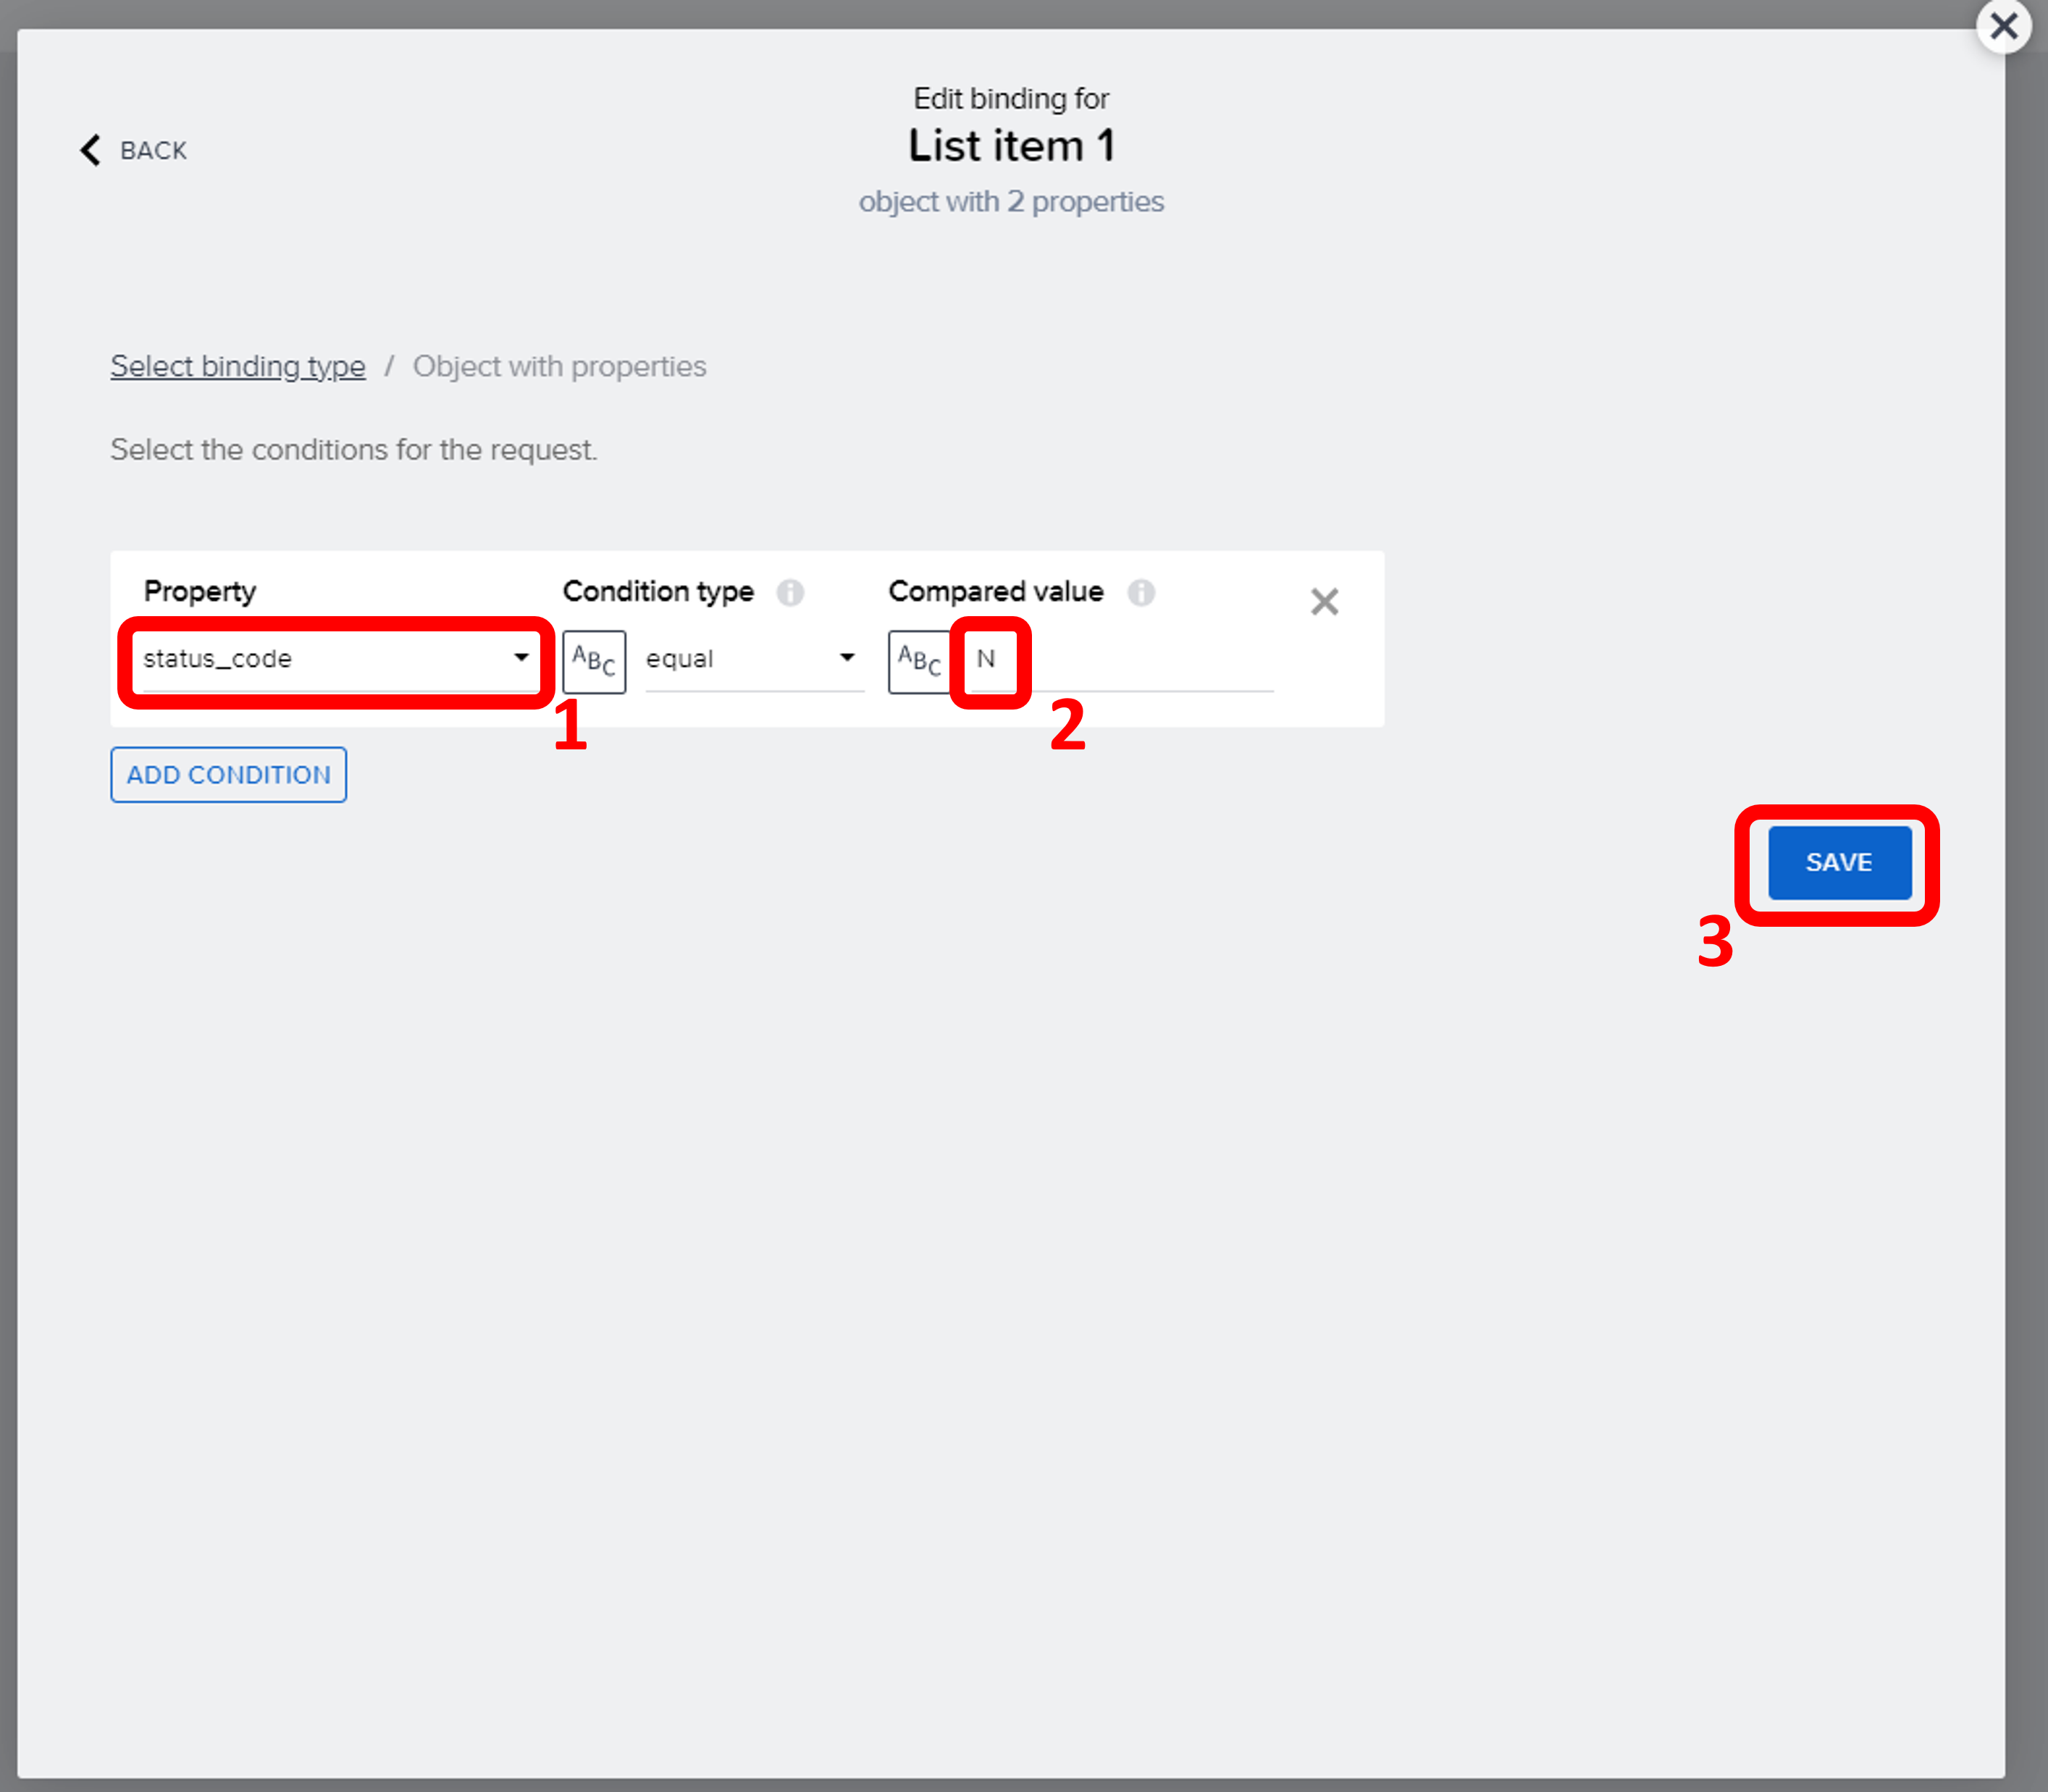 Edit binding for
List item 1
BACK
object with 2 properties
Select binding type / Object with properties
Select the conditions for the request.
Property Condition type i Compared value i
status_code ABC equal ABC N
1 2
ADD CONDITION
SAVE
3